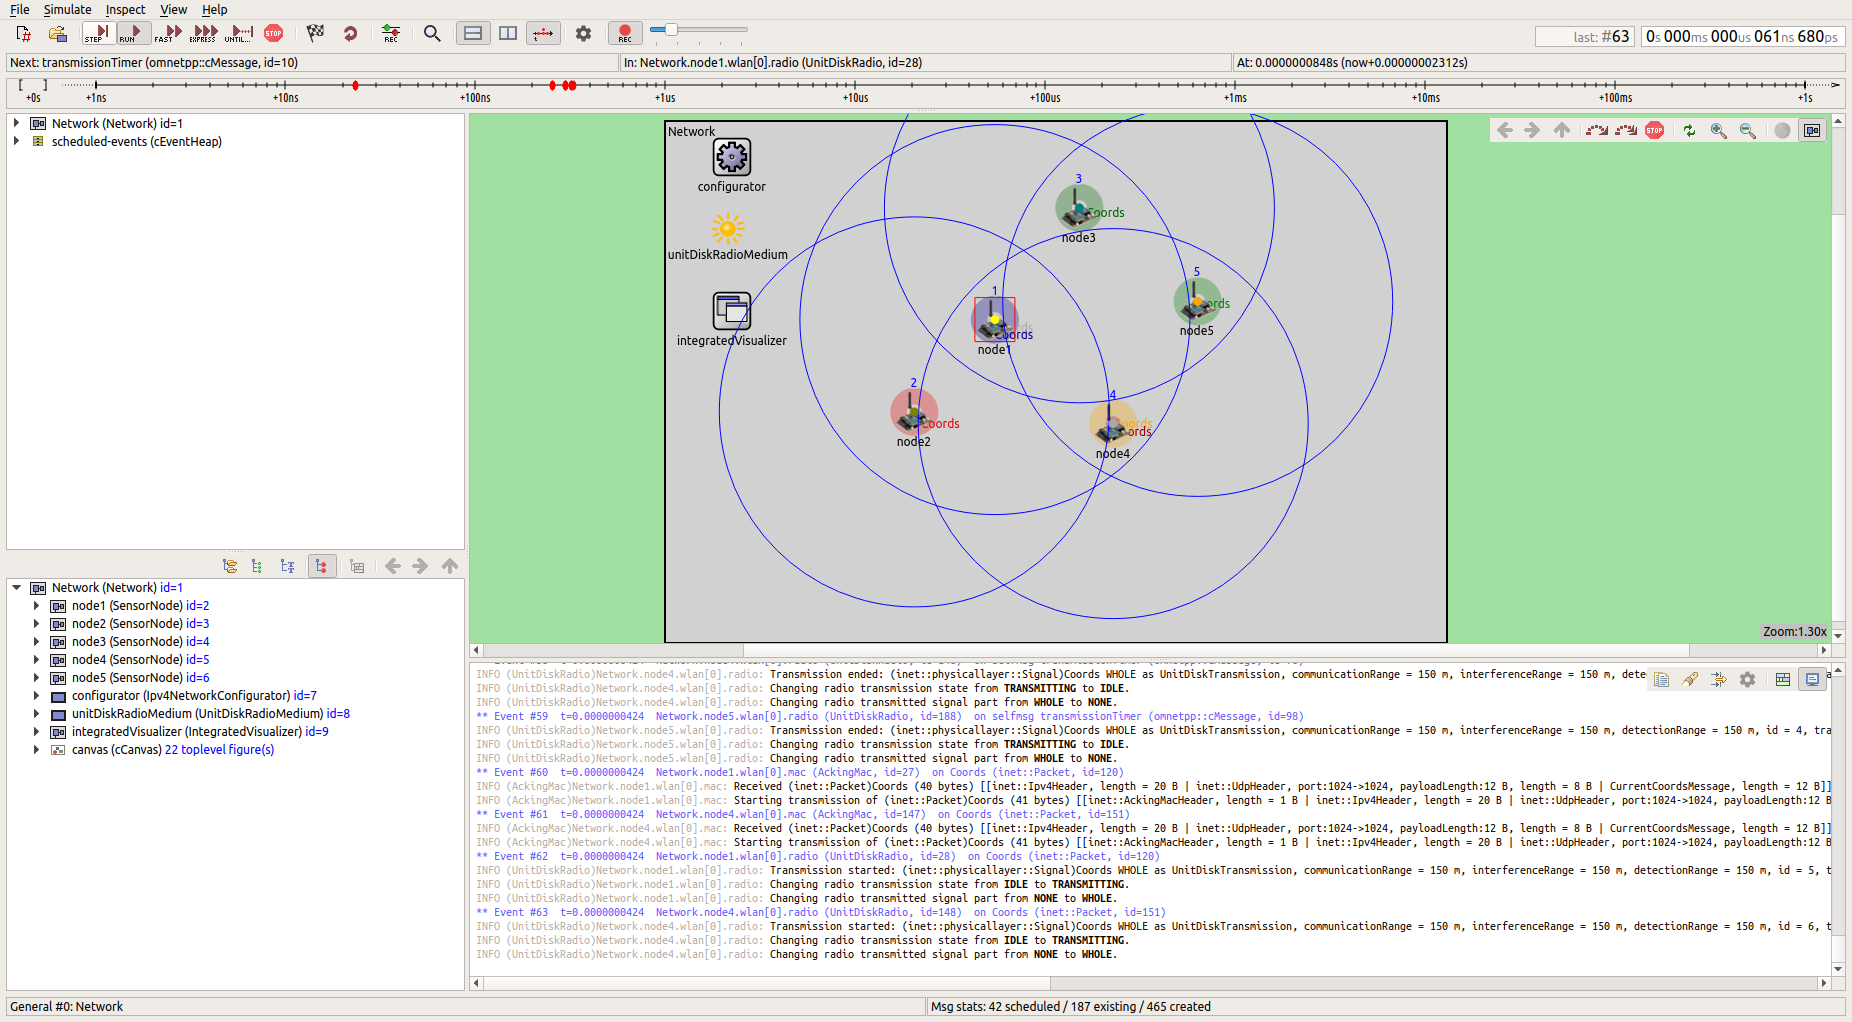 File Simulate Inspect View Help
STEP RUN FAST EXPRESS UNTIL... STOP REC REC last: #63 0s 000ms 000us 061ns 680ps
Next: transmissionTimer (omnetpp::cMessage, id=10) In: Network.node1.wlan[0].radio (UnitDiskRadio, id=28) At: 0.0000000848s (now+0.00000002312s)
+0s +1ns +10ns +100ns +1us +10us +100us +1ms +10ms +100ms +1s
Network (Network) id=1
scheduled-events (cEventHeap)
Network (Network) id=1
node1 (SensorNode) id=2
node2 (SensorNode) id=3
node3 (SensorNode) id=4
node4 (SensorNode) id=5
node5 (SensorNode) id=6
configurator (Ipv4NetworkConfigurator) id=7
unitDiskRadioMedium (UnitDiskRadioMedium) id=8
integratedVisualizer (IntegratedVisualizer) id=9
canvas (cCanvas) 22 toplevel figure(s)
Network
STOP
configurator
unitDiskRadioMedium
integratedVisualizer
3
Coords
node3
5
ords
node5
1
Coords
node1
2
Coords
node2
4
ords
node4
Zoom:1.30x
INFO (UnitDiskRadio)Network.node4.wlan[0].radio: Transmission ended: (inet::physicallayer::Signal)Coords WHOLE as UnitDiskTransmission, communicationRange = 150 m, interferenceRange = 150 m, dete
INFO (UnitDiskRadio)Network.node4.wlan[0].radio: Changing radio transmission state from TRANSMITTING to IDLE.
INFO (UnitDiskRadio)Network.node4.wlan[0].radio: Changing radio transmitted signal part from WHOLE to NONE.
** Event #59 t=0.0000000424 Network.node5.wlan[0].radio (UnitDiskRadio, id=188) on selfmsg transmissionTimer (omnetpp::cMessage, id=98)
INFO (UnitDiskRadio)Network.node5.wlan[0].radio: Transmission ended: (inet::physicallayer::Signal)Coords WHOLE as UnitDiskTransmission, communicationRange = 150 m, interferenceRange = 150 m, detectionRange = 150 m, id = 4, tra
INFO (UnitDiskRadio)Network.node5.wlan[0].radio: Changing radio transmission state from TRANSMITTING to IDLE.
INFO (UnitDiskRadio)Network.node5.wlan[0].radio: Changing radio transmitted signal part from WHOLE to NONE.
** Event #60 t=0.0000000424 Network.node1.wlan[0].mac (AckingMac, id=27) on Coords (inet::Packet, id=120)
INFO (AckingMac)Network.node1.wlan[0].mac: Received (inet::Packet)Coords (40 bytes) [[inet::Ipv4Header, length = 20 B | inet::UdpHeader, port:1024->1024, payloadLength:12 B, length = 8 B | CurrentCoordsMessage, length = 12 B]]
INFO (AckingMac)Network.node1.wlan[0].mac: Starting transmission of (inet::Packet)Coords (41 bytes) [[inet::AckingMacHeader, length = 1 B | inet::Ipv4Header, length = 20 B | inet::UdpHeader, port:1024->1024, payloadLength:12 B
** Event #61 t=0.0000000424 Network.node4.wlan[0].mac (AckingMac, id=147) on Coords (inet::Packet, id=151)
INFO (AckingMac)Network.node4.wlan[0].mac: Received (inet::Packet)Coords (40 bytes) [[inet::Ipv4Header, length = 20 B | inet::UdpHeader, port:1024->1024, payloadLength:12 B, length = 8 B | CurrentCoordsMessage, length = 12 B]]
INFO (AckingMac)Network.node4.wlan[0].mac: Starting transmission of (inet::Packet)Coords (41 bytes) [[inet::AckingMacHeader, length = 1 B | inet::Ipv4Header, length = 20 B | inet::UdpHeader, port:1024->1024, payloadLength:12 B
** Event #62 t=0.0000000424 Network.node1.wlan[0].radio (UnitDiskRadio, id=28) on Coords (inet::Packet, id=120)
INFO (UnitDiskRadio)Network.node1.wlan[0].radio: Transmission started: (inet::physicallayer::Signal)Coords WHOLE as UnitDiskTransmission, communicationRange = 150 m, interferenceRange = 150 m, detectionRange = 150 m, id = 5, t
INFO (UnitDiskRadio)Network.node1.wlan[0].radio: Changing radio transmission state from IDLE to TRANSMITTING.
INFO (UnitDiskRadio)Network.node1.wlan[0].radio: Changing radio transmitted signal part from NONE to WHOLE.
** Event #63 t=0.0000000424 Network.node4.wlan[0].radio (UnitDiskRadio, id=148) on Coords (inet::Packet, id=151)
INFO (UnitDiskRadio)Network.node4.wlan[0].radio: Transmission started: (inet::physicallayer::Signal)Coords WHOLE as UnitDiskTransmission, communicationRange = 150 m, interferenceRange = 150 m, detectionRange = 150 m, id = 6, t
INFO (UnitDiskRadio)Network.node4.wlan[0].radio: Changing radio transmission state from IDLE to TRANSMITTING.
INFO (UnitDiskRadio)Network.node4.wlan[0].radio: Changing radio transmitted signal part from NONE to WHOLE.
General #0: Network Msg stats: 42 scheduled / 187 existing / 465 created